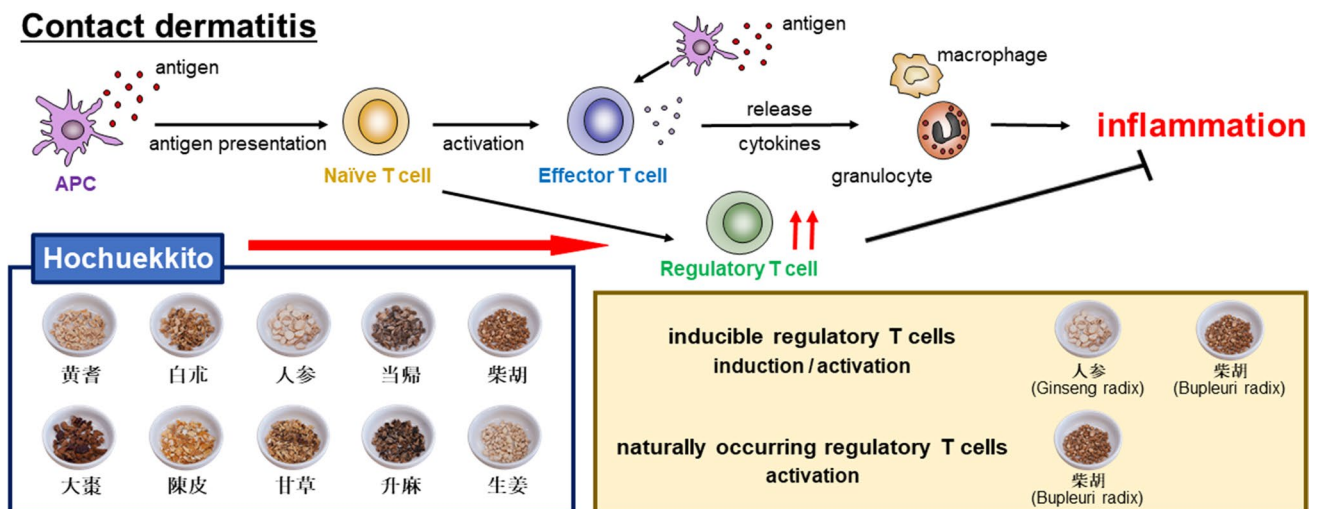 Contact dermatitis
antigen
antigen presentation
APC
Naïve T cell
activation
Effector T cell
antigen
release
cytokines
macrophage
granulocyte
inflammation
Regulatory T cell
Hochuekkito
黄耆
白朮
人参
当帰
柴胡
大棗
陳皮
甘草
升麻
生姜
inducible regulatory T cells
induction / activation
人参
(Ginseng radix)
柴胡
(Bupleuri radix)
naturally occurring regulatory T cells
activation
柴胡
(Bupleuri radix)